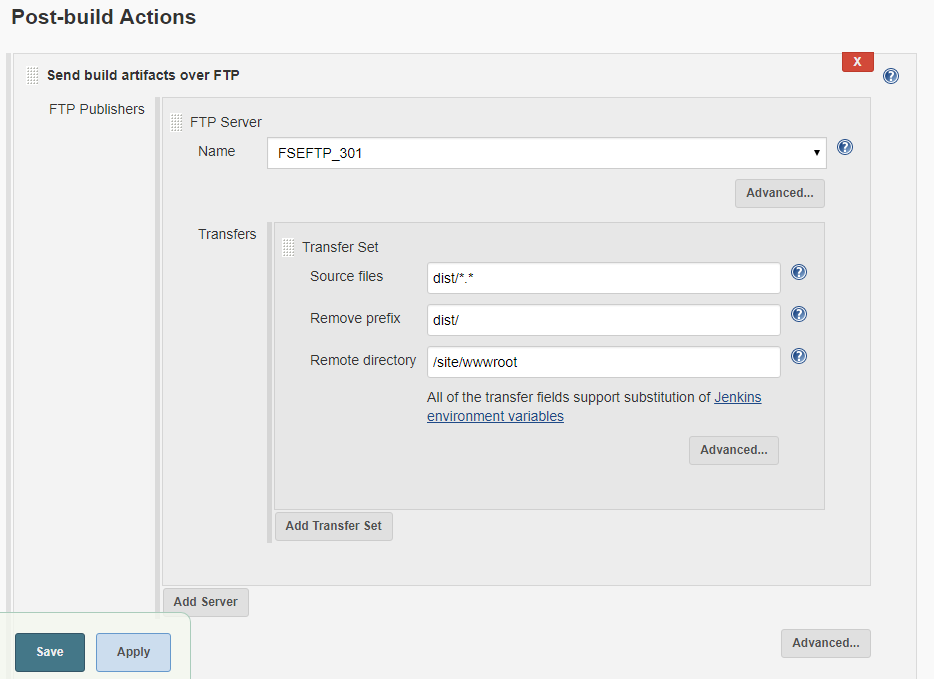 Post-build Actions
Send build artifacts over FTP
X
?
FTP Publishers
FTP Server
Name
FSEFTP_301
?
Advanced...
Transfers
Transfer Set
Source files
dist/*.*
?
Remove prefix
dist/
?
Remote directory
/site/wwwroot
?
All of the transfer fields support substitution of Jenkins
environment variables
Advanced...
Add Transfer Set
Add Server
Save
Apply
Advanced...